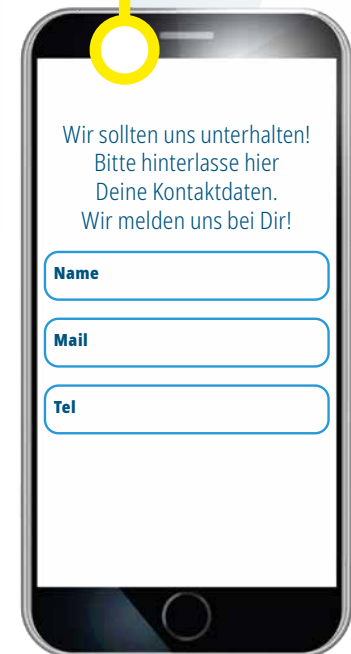 Wir sollten uns unterhalten!
Bitte hinterlasse hier
Deine Kontaktdaten.
Wir melden uns bei Dir!
Name
Mail
Tel